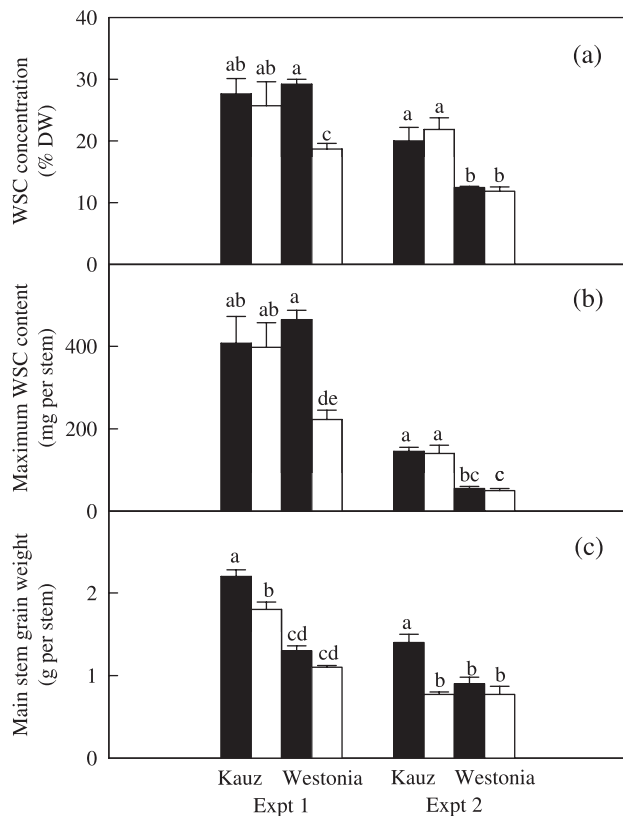 40
(a)
ab
ab
a
30
a
a
20
c
b
b
10
0
WSC concentration
(% DW)
(b)
ab
ab
a
400
de
200
a
a
bc
c
0
Maximum WSC content
(mg per stem)
(c)
a
2
b
a
cd
cd
b
b
b
1
0
Main stem grain weight
(g per stem)
Kauz Westonia Kauz Westonia
Expt 1 Expt 2